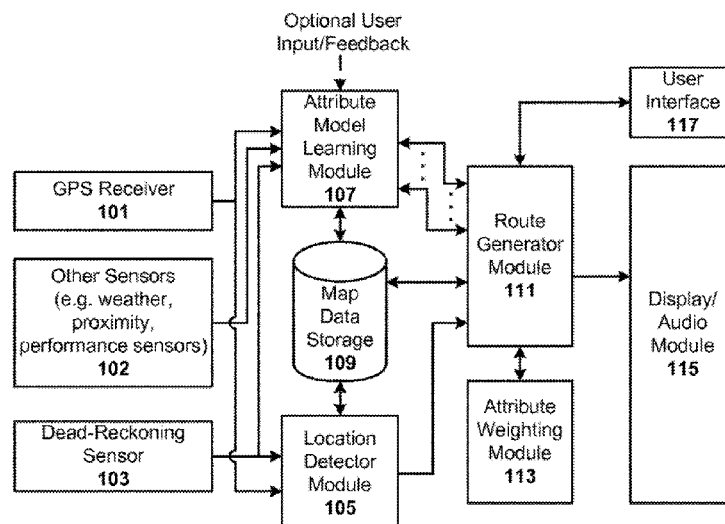 Optional User
Input/Feedback
Attribute
Model
Learning
Module
107
User
Interface
117
GPS Receiver
101
Other Sensors
(e.g. weather,
proximity,
performance sensors)
102
Dead-Reckoning
Sensor
103
Map
Data
Storage
109
Location
Detector
Module
105
Route
Generator
Module
111
Attribute
Weighting
Module
113
Display/
Audio
Module
115